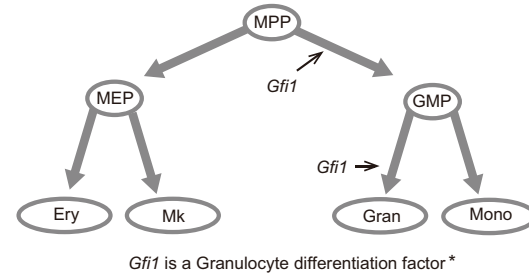 MPP
Gfi1
MEP
GMP
Gfi1
Ery
Mk
Gran
Mono
Gfi1 is a Granulocyte differentiation factor *